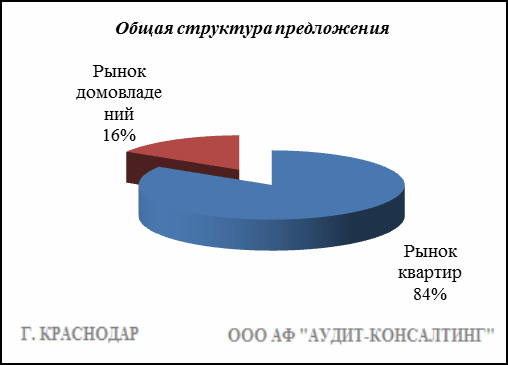 Общая структура предложения
Рынок
домовладе
ний
16%
Рынок
квартир
84%
Г. КРАСНОДАР
ООО АФ "АУДИТ-КОНСАЛТИНГ"